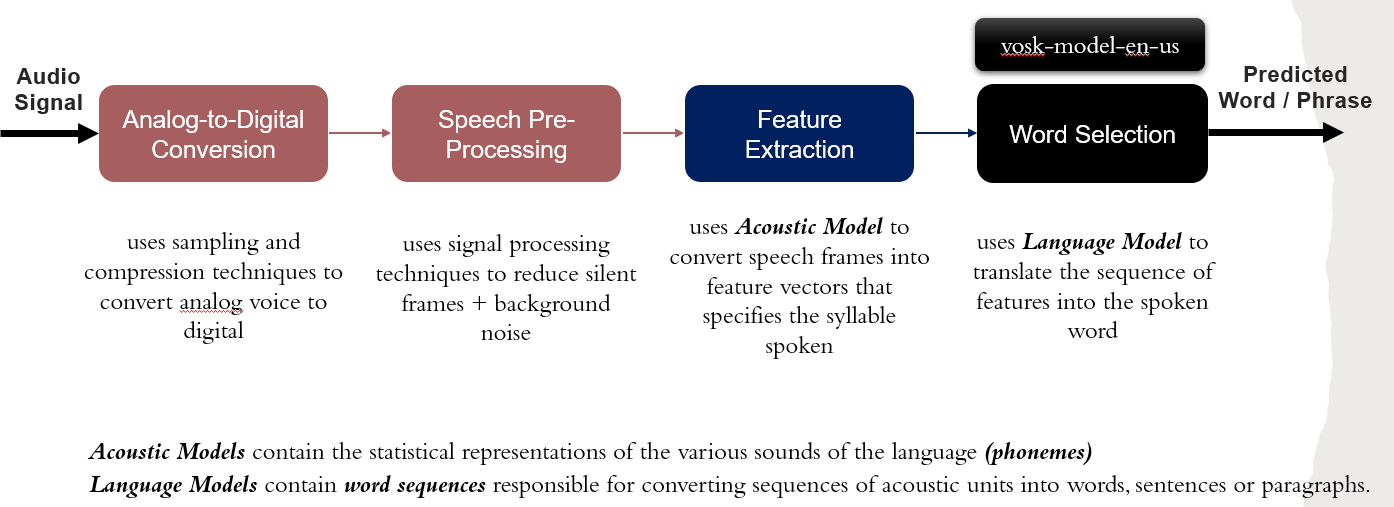 vosk-model-en-us
Audio
Signal
Analog-to-Digital
Conversion
Speech Pre-
Processing
Feature
Extraction
Word Selection
Predicted
Word / Phrase
uses sampling and
compression techniques to
convert analog voice to
digital
uses signal processing
techniques to reduce silent
frames + background
noise
uses Acoustic Model to
convert speech frames into
feature vectors that
specifies the syllable
spoken
uses Language Model to
translate the sequence of
features into the spoken
word
Acoustic Models contain the statistical representations of the various sounds of the language (phonemes)
Language Models contain word sequences responsible for converting sequences of acoustic units into words, sentences or paragraphs.